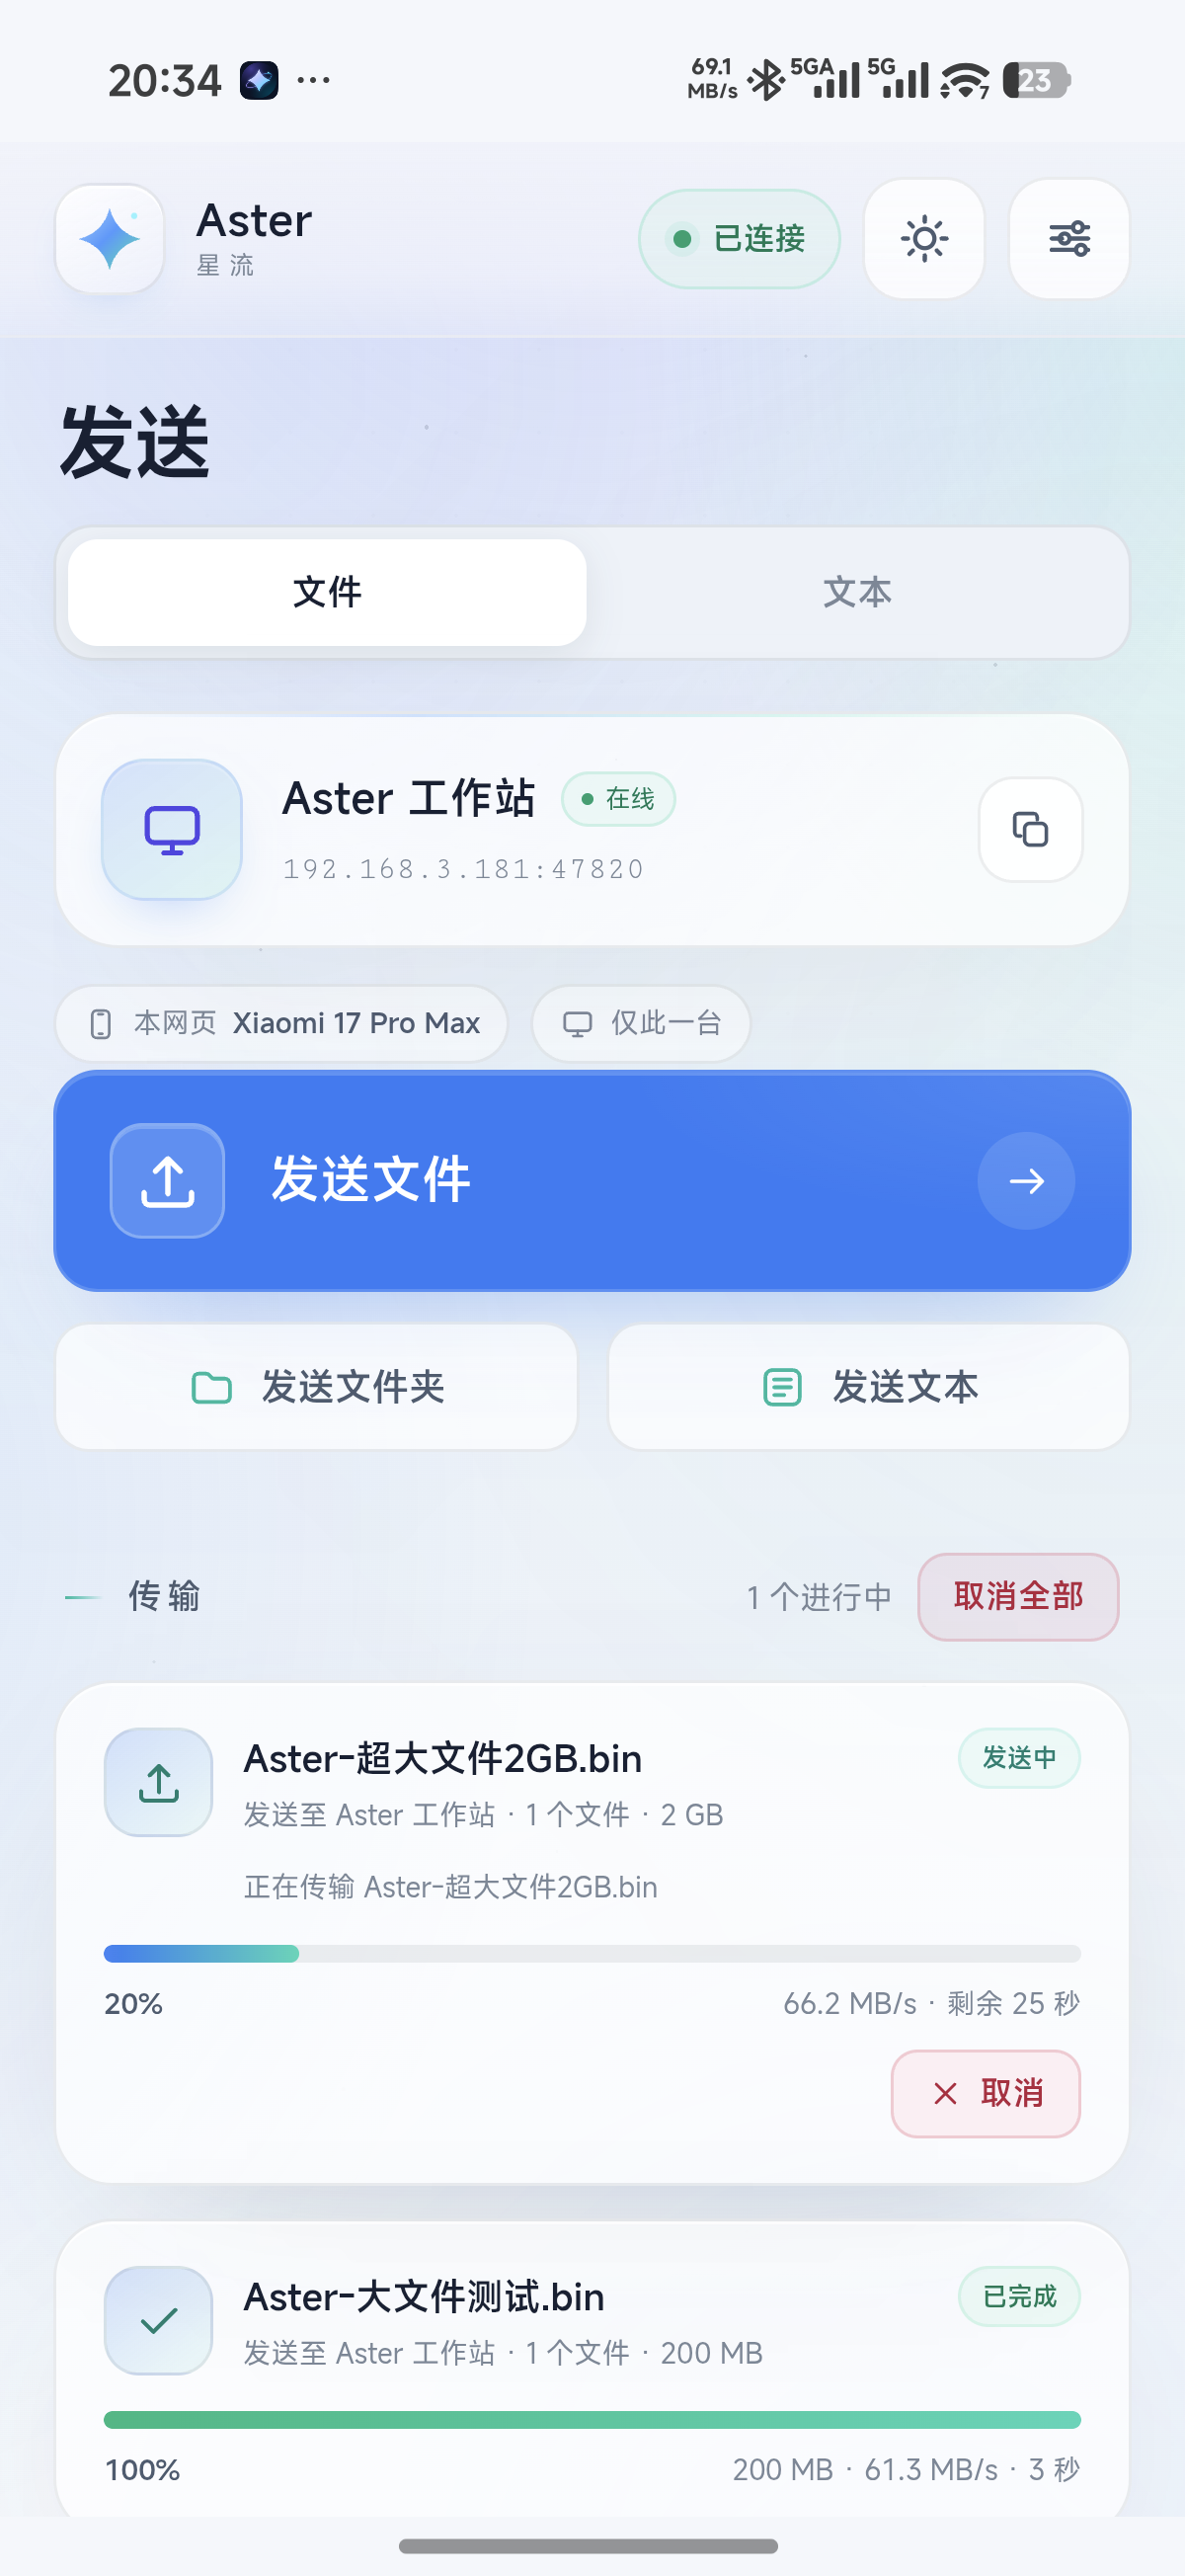 20:34 ··· 69.1 MB/s 5GA 5G 7 23
Aster
星 流
已连接
发送
文件 文本
Aster 工作站 在线
192.168.3.181:47820
本网页 Xiaomi 17 Pro Max 仅此一台
发送文件
发送文件夹 发送文本
传输 1 个进行中 取消全部
Aster-超大文件2GB.bin 发送中
发送至 Aster 工作站 · 1 个文件 · 2 GB
正在传输 Aster-超大文件2GB.bin
20% 66.2 MB/s · 剩余 25 秒
取消
Aster-大文件测试.bin 已完成
发送至 Aster 工作站 · 1 个文件 · 200 MB
100% 200 MB · 61.3 MB/s · 3 秒